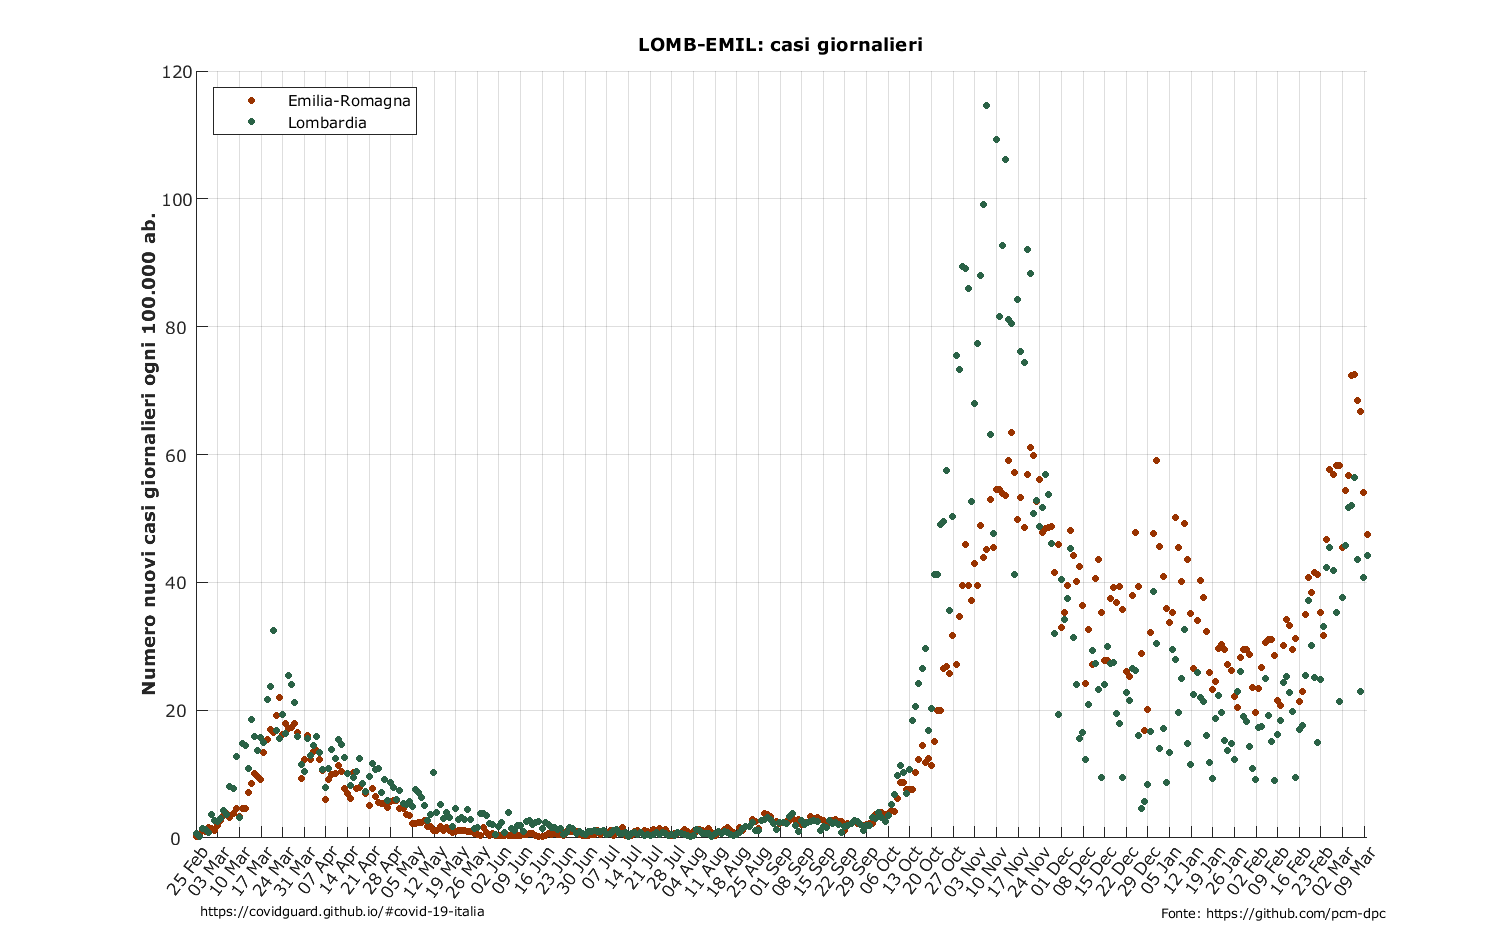 LOMB-EMIL: casi giornalieri
Numero nuovi casi giornalieri ogni 100.000 ab.
120
100
80
60
40
20
0
Emilia-Romagna
Lombardia
25 Feb
03 Mar
10 Mar
17 Mar
24 Mar
31 Mar
07 Apr
14 Apr
21 Apr
28 Apr
05 May
12 May
19 May
26 May
02 Jun
09 Jun
16 Jun
23 Jun
30 Jun
07 Jul
14 Jul
21 Jul
28 Jul
04 Aug
11 Aug
18 Aug
25 Aug
01 Sep
08 Sep
15 Sep
22 Sep
29 Sep
06 Oct
13 Oct
20 Oct
27 Oct
03 Nov
10 Nov
17 Nov
24 Nov
01 Dec
08 Dec
15 Dec
22 Dec
29 Dec
05 Jan
12 Jan
19 Jan
26 Jan
02 Feb
09 Feb
16 Feb
23 Feb
02 Mar
09 Mar
https://covidguard.github.io/#covid-19-italia
Fonte: https://github.com/pcm-dpc